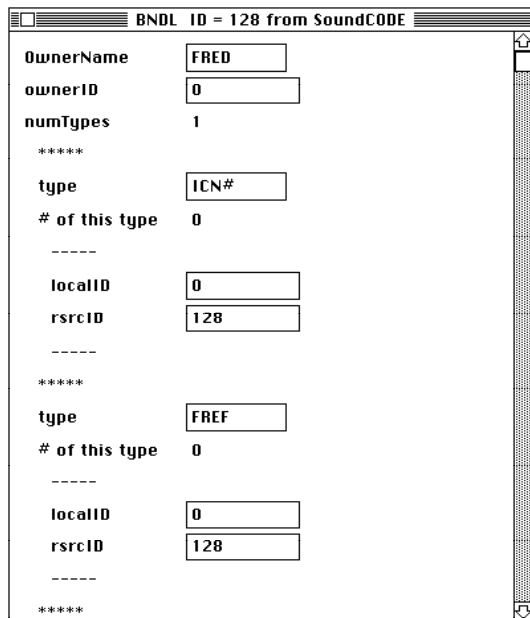 BNDL ID = 128 from SoundCODE
OwnerName FRED
ownerID 0
numTypes 1
*****
type ICN#
# of this type 0
-----
localID 0
rsrcID 128
-----
*****
type FREF
# of this type 0
-----
localID 0
rsrcID 128
-----
*****